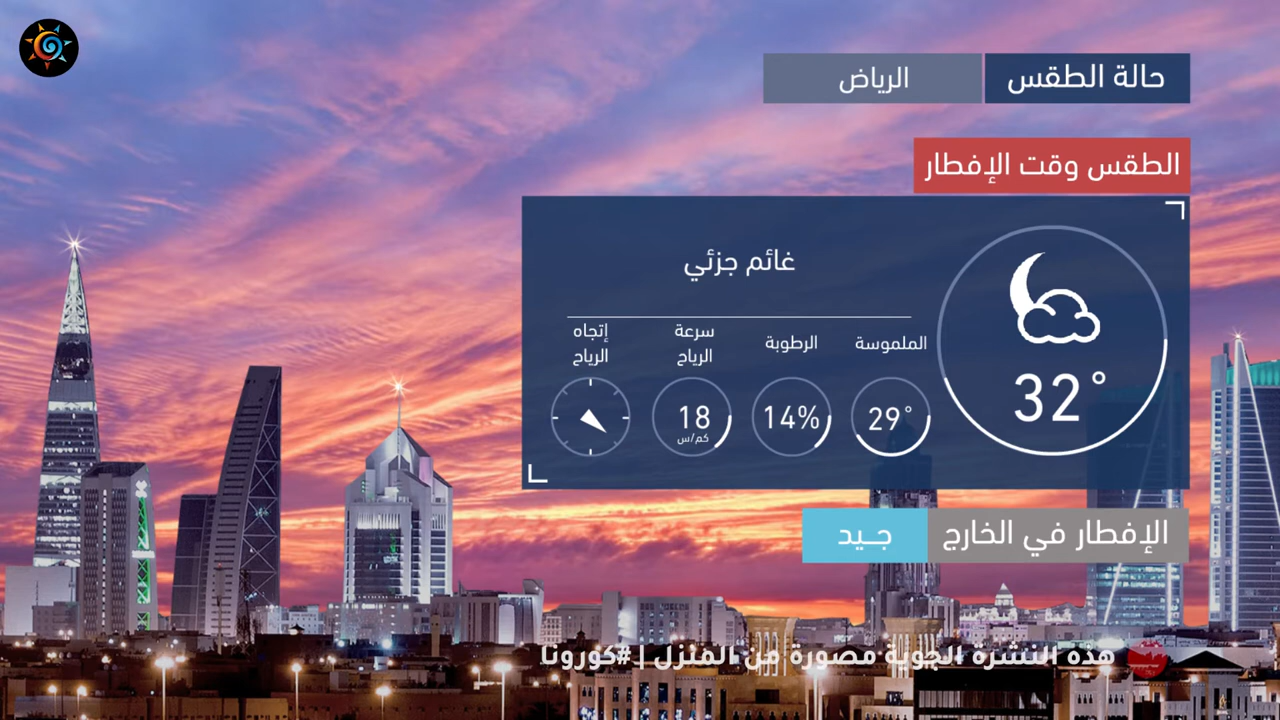 حالة الطقس
الرياض
الطقس وقت الإفطار
غائم جزئي
32°
الملموسة
29°
الرطوبة
14%
سرعة
الرياح
18
كم/س
إتجاه
الرياح
الإفطار في الخارج
جـيد
هذه النشرة الجوية مصورة من المنزل | #كورونا